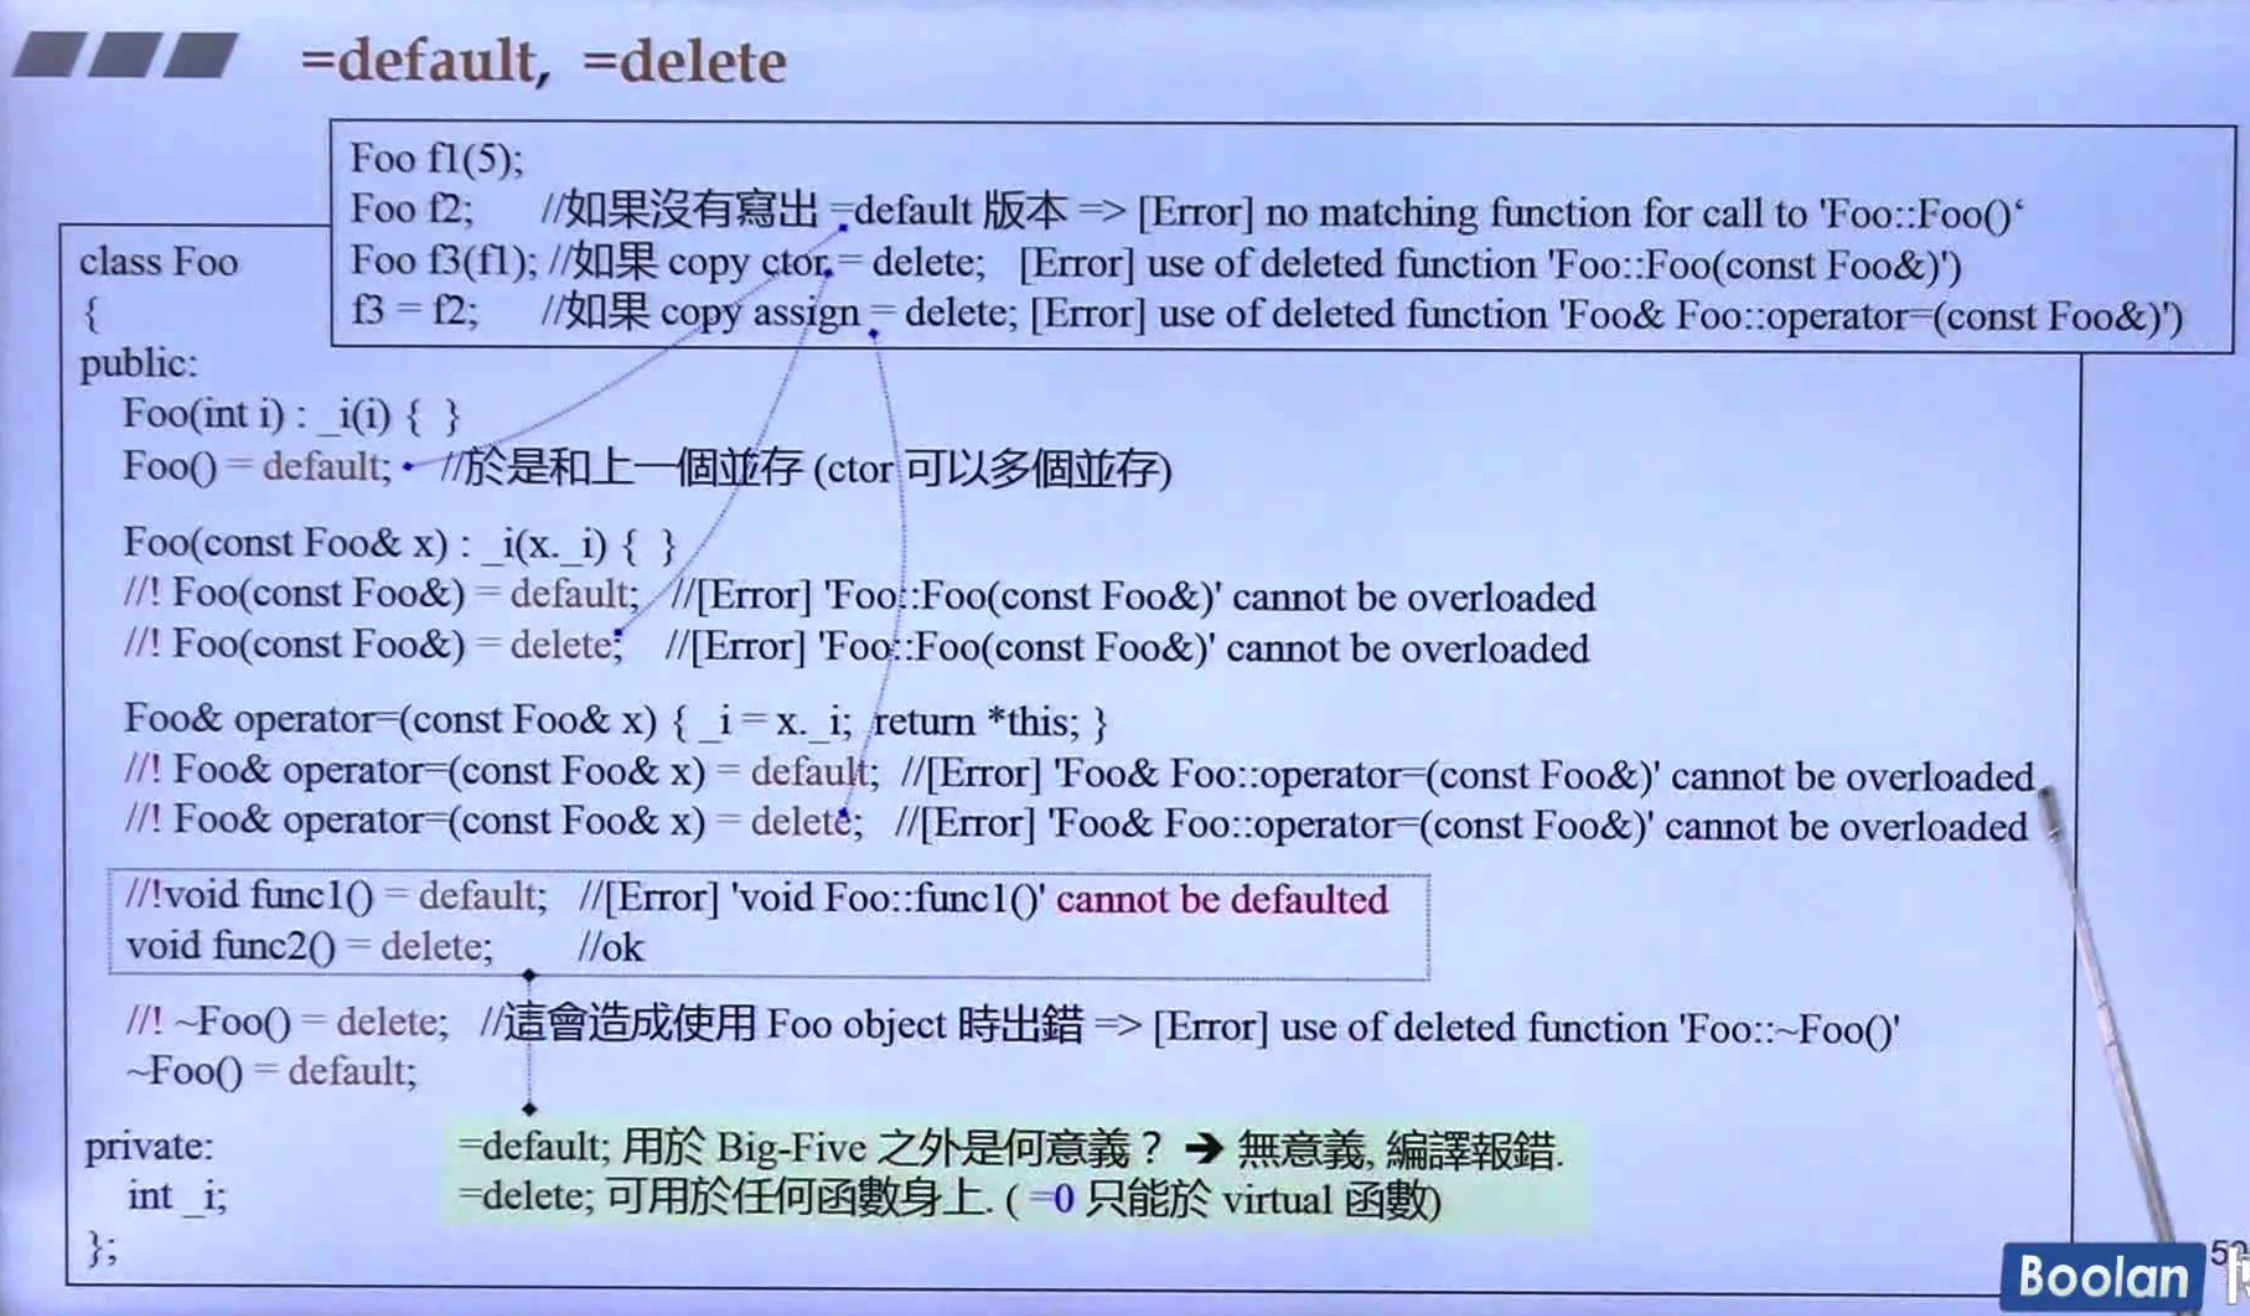 =default, =delete
Foo f1(5);
Foo f2; //如果沒有寫出 =default 版本 => [Error] no matching function for call to 'Foo::Foo()‘
Foo f3(f1); //如果 copy ctor = delete; [Error] use of deleted function 'Foo::Foo(const Foo&)')
f3 = f2; //如果 copy assign = delete; [Error] use of deleted function 'Foo& Foo::operator=(const Foo&)')
class Foo
{
public:
Foo(int i) : _i(i) { }
Foo() = default; //於是和上一個並存 (ctor 可以多個並存)
Foo(const Foo& x) : _i(x._i) { }
//! Foo(const Foo&) = default; //[Error] 'Foo::Foo(const Foo&)' cannot be overloaded
//! Foo(const Foo&) = delete; //[Error] 'Foo::Foo(const Foo&)' cannot be overloaded
Foo& operator=(const Foo& x) { _i = x._i; return *this; }
//! Foo& operator=(const Foo& x) = default; //[Error] 'Foo& Foo::operator=(const Foo&)' cannot be overloaded
//! Foo& operator=(const Foo& x) = delete; //[Error] 'Foo& Foo::operator=(const Foo&)' cannot be overloaded
//!void func1() = default; //[Error] 'void Foo::func1()' cannot be defaulted
void func2() = delete; //ok
//! ~Foo() = delete; //這會造成使用 Foo object 時出錯 => [Error] use of deleted function 'Foo::~Foo()'
~Foo() = default;
private:
int _i;
};
=default; 用於 Big-Five 之外是何意義？ ➔ 無意義, 編譯報錯.
=delete; 可用於任何函數身上. ( =0 只能於 virtual 函數)
Boolan